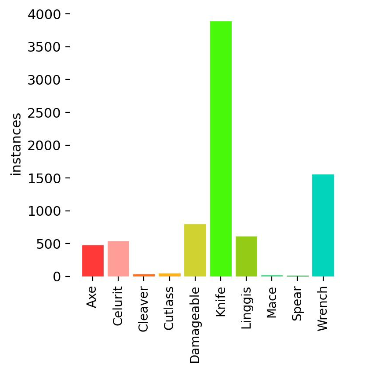 4000
3500
3000
2500
2000
1500
1000
500
0
instances
Axe
Celurit
Cleaver
Cutlass
Damageable
Knife
Linggis
Mace
Spear
Wrench